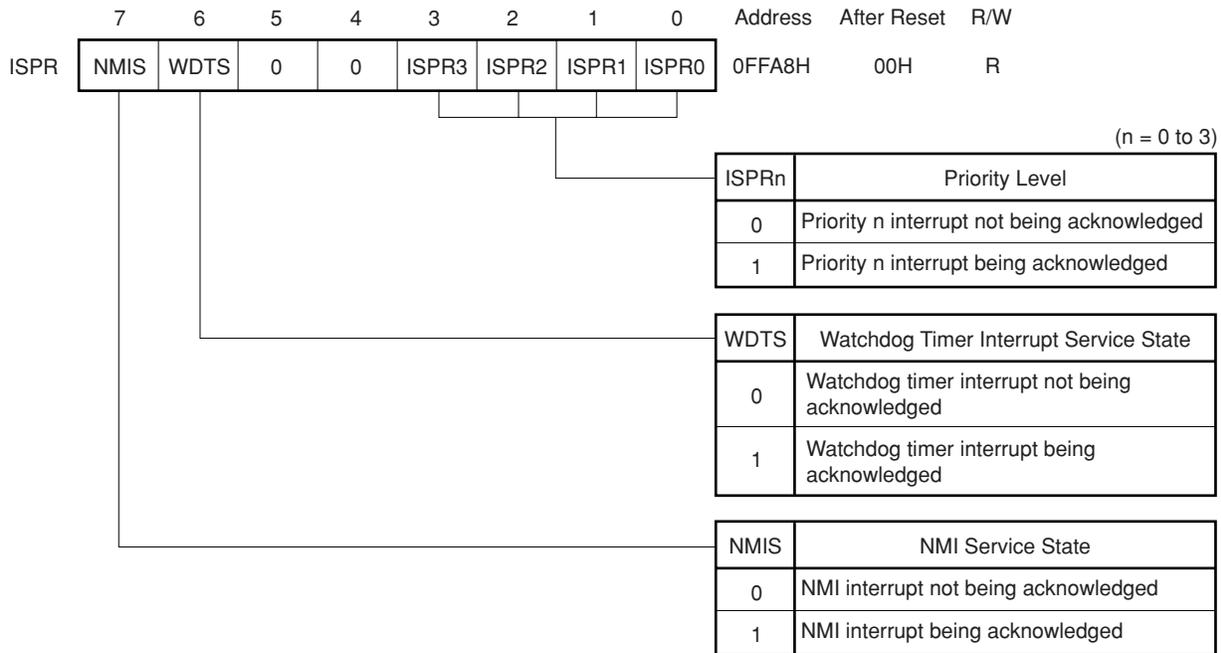 7 6 5 4 3 2 1 0 Address After Reset R/W
ISPR NMIS WDTS 0 0 ISPR3 ISPR2 ISPR1 ISPR0 0FFA8H 00H R
(n = 0 to 3)
ISPRn Priority Level
0 Priority n interrupt not being acknowledged
1 Priority n interrupt being acknowledged
WDTS Watchdog Timer Interrupt Service State
0 Watchdog timer interrupt not being
acknowledged
1 Watchdog timer interrupt being
acknowledged
NMIS NMI Service State
0 NMI interrupt not being acknowledged
1 NMI interrupt being acknowledged